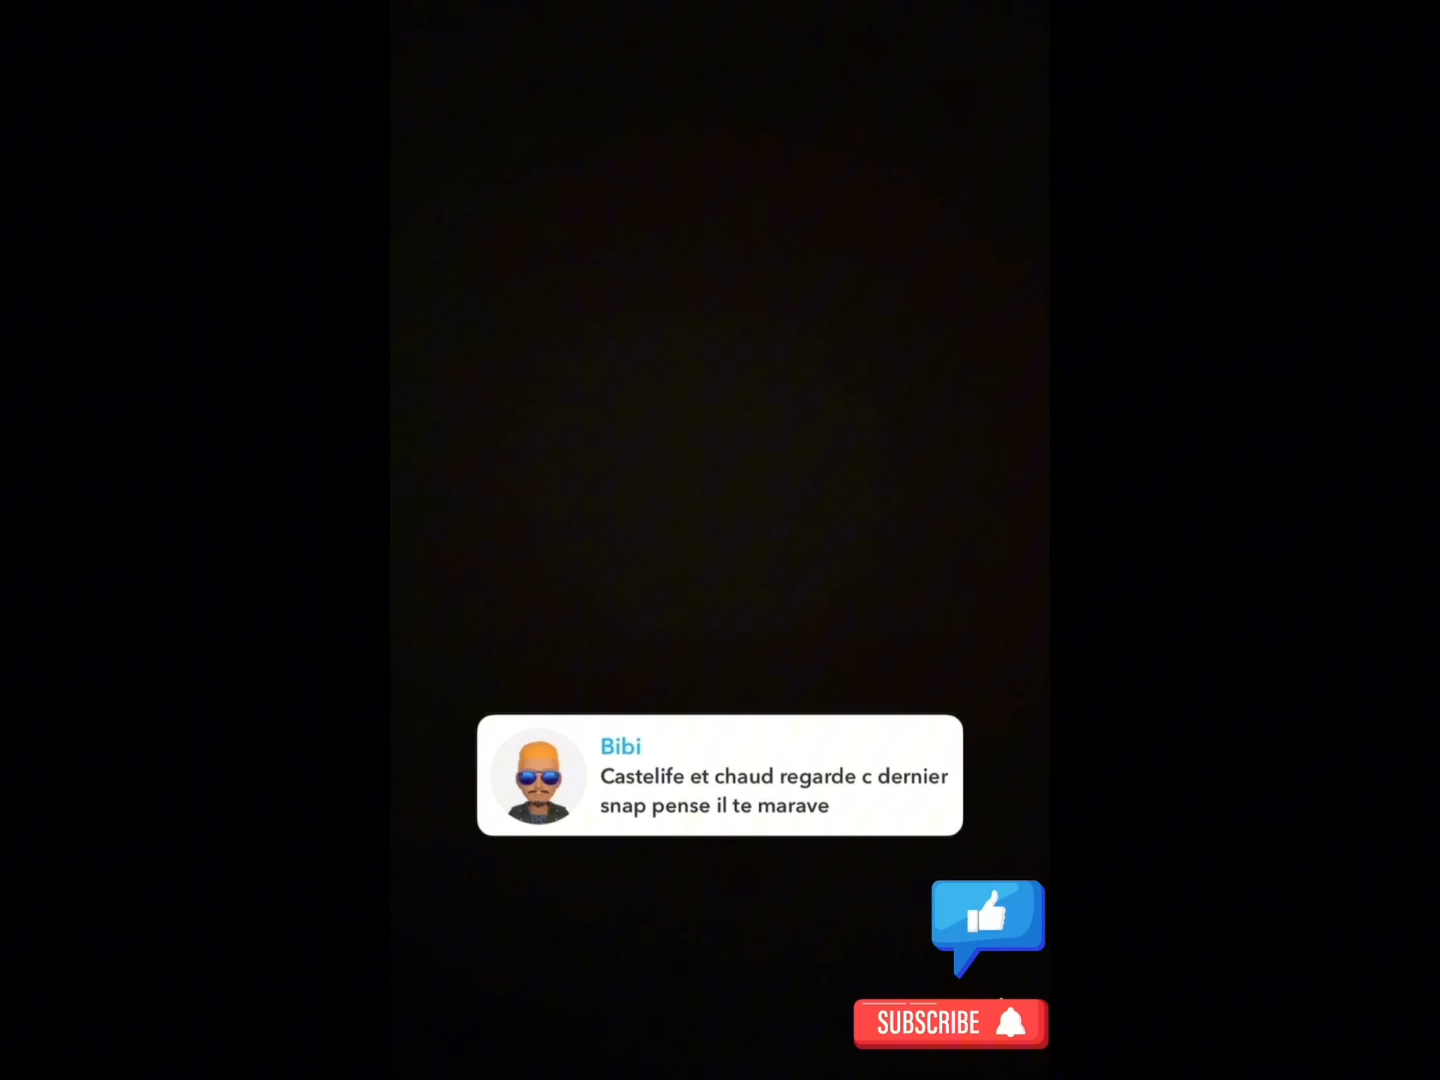 Bibi
Castelife et chaud regarde c dernier
snap pense il te marave
SUBSCRIBE